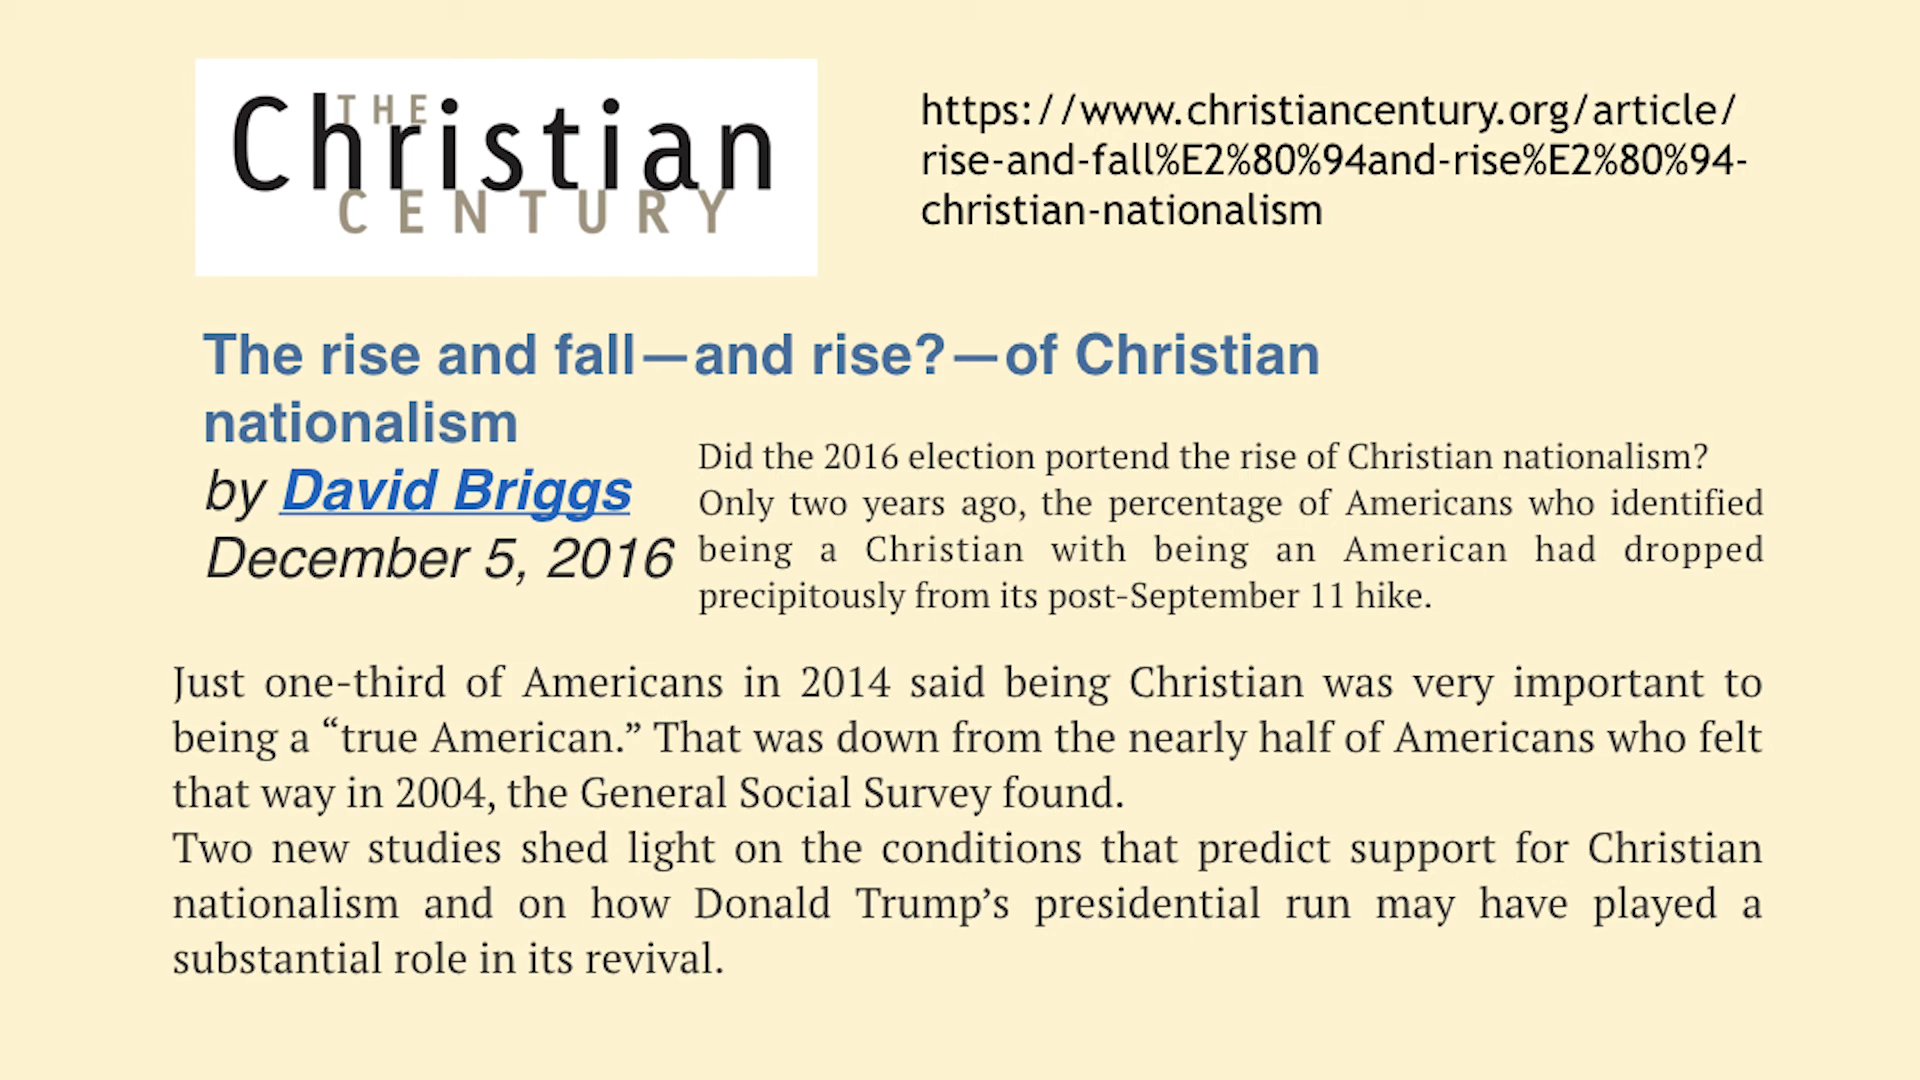 THE
Christian
CENTURY
https://www.christiancentury.org/article/
rise-and-fall%E2%80%94and-rise%E2%80%94-
christian-nationalism
The rise and fall—and rise?—of Christian
nationalism
by David Briggs
December 5, 2016
Did the 2016 election portend the rise of Christian nationalism?
Only two years ago, the percentage of Americans who identified
being a Christian with being an American had dropped
precipitously from its post-September 11 hike.
Just one-third of Americans in 2014 said being Christian was very important to
being a “true American.” That was down from the nearly half of Americans who felt
that way in 2004, the General Social Survey found.
Two new studies shed light on the conditions that predict support for Christian
nationalism and on how Donald Trump’s presidential run may have played a
substantial role in its revival.